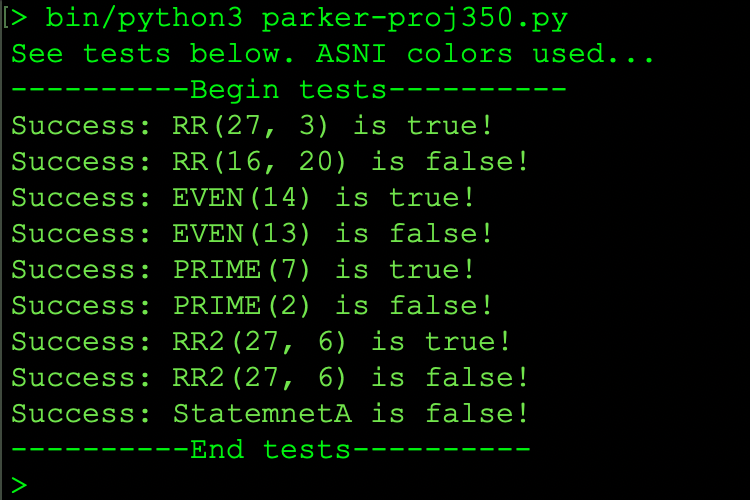 [> bin/python3 parker-proj350.py
See tests below. ASNI colors used...
----------Begin tests----------
Success: RR(27, 3) is true!
Success: RR(16, 20) is false!
Success: EVEN(14) is true!
Success: EVEN(13) is false!
Success: PRIME(7) is true!
Success: PRIME(2) is false!
Success: RR2(27, 6) is true!
Success: RR2(27, 6) is false!
Success: StatemnetA is false!
----------End tests----------
>